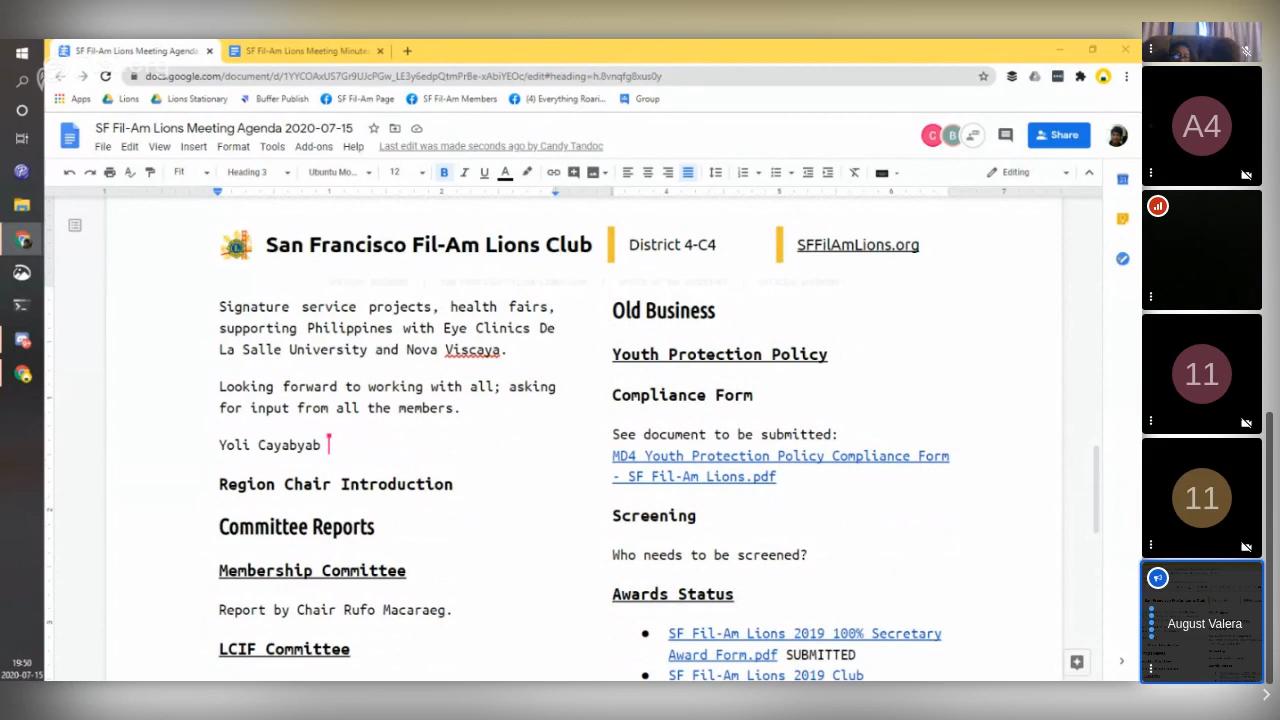 SF Fil-Am Lions Meeting Agenda
SF Fil-Am Lions Meeting Minute
docs.google.com/document/d/1YYCOAxUS7Gr9UJcPGw_LE3y6edpQtmPrBe-xAbiYEOc/edit#heading=h.8vnqfg8xus0y
Apps
Lions
Lions Stationary
Buffer Publish
SF Fil-Am Page
SF Fil-Am Members
(4) Everything Roari...
Group
SF Fil-Am Lions Meeting Agenda 2020-07-15
File Edit View Insert Format Tools Add-ons Help Last edit was made seconds ago by Candy Tandoc
C B Share
Fit Heading 3 Ubuntu Mo... 12 B I U A Editing
San Francisco Fil-Am Lions Club
District 4-C4
SFFilAmLions.org
Signature service projects, health fairs,
supporting Philippines with Eye Clinics De
La Salle University and Nova Viscaya.
Looking forward to working with all; asking
for input from all the members.
Yoli Cayabyab
Region Chair Introduction
Committee Reports
Membership Committee
Report by Chair Rufo Macaraeg.
LCIF Committee
Old Business
Youth Protection Policy
Compliance Form
See document to be submitted:
MD4 Youth Protection Policy Compliance Form
- SF Fil-Am Lions.pdf
Screening
Who needs to be screened?
Awards Status
SF Fil-Am Lions 2019 100% Secretary
Award Form.pdf SUBMITTED
SF Fil-Am Lions 2019 Club
19:50
2020-07-15
A4
11
11
August Valera